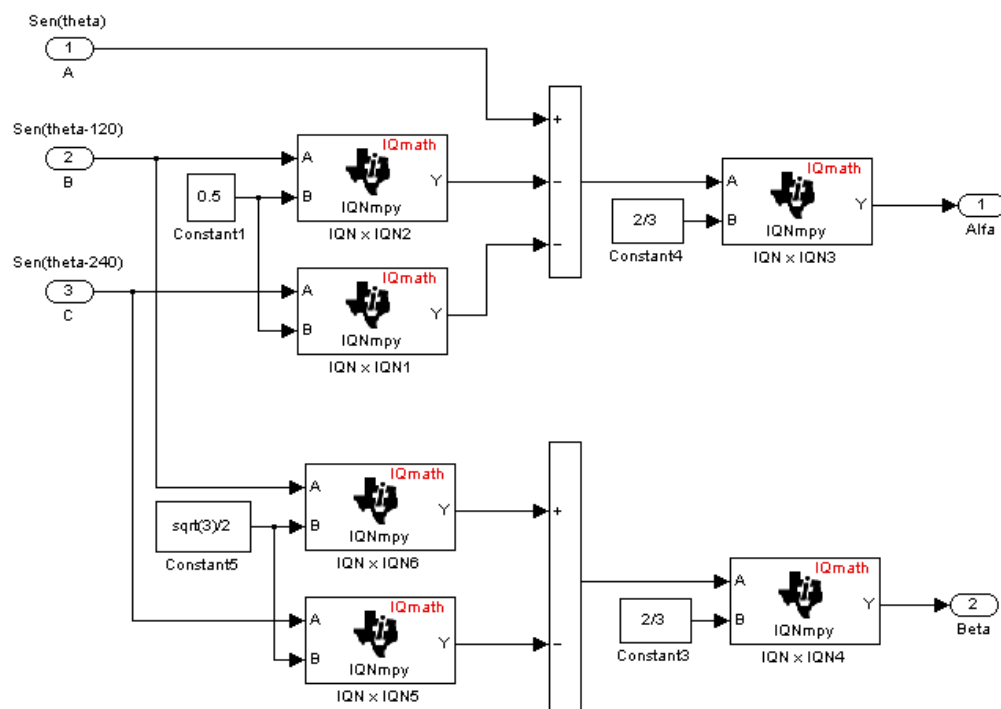 Sen(theta)
1
A
Sen(theta-120)
2
B
0.5
Constant1
IQmath
A
B
Y
IQNmpy
IQN x IQN2
Sen(theta-240)
3
C
IQmath
A
B
Y
IQNmpy
IQN x IQN1
+
−
−
2/3
Constant4
IQmath
A
B
Y
IQNmpy
IQN x IQN3
1
Alfa
sqrt(3)/2
Constant5
IQmath
A
B
Y
IQNmpy
IQN x IQN6
IQmath
A
B
Y
IQNmpy
IQN x IQN5
+
−
2/3
Constant3
IQmath
A
B
Y
IQNmpy
IQN x IQN4
2
Beta